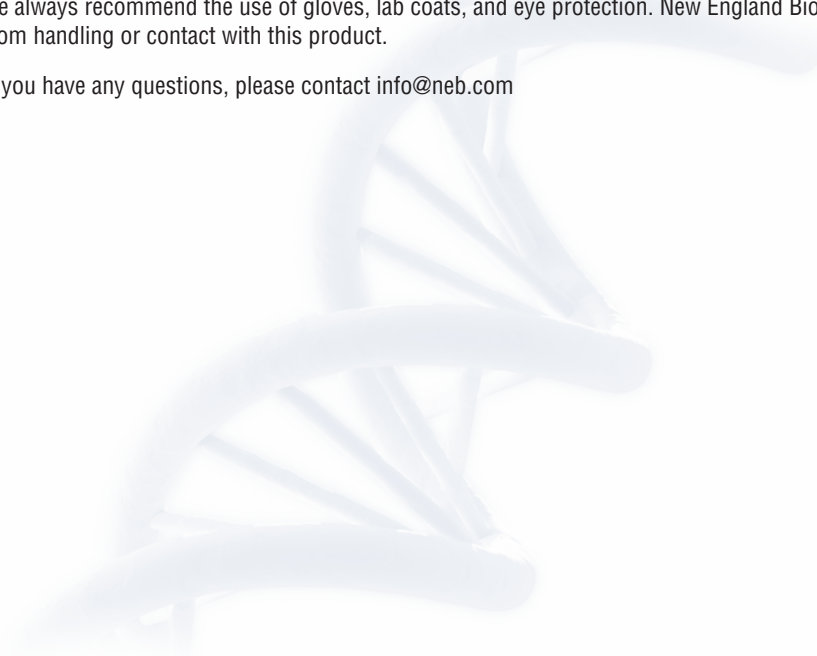 e always recommend the use of gloves, lab coats, and eye protection. New England Bio
om handling or contact with this product.
you have any questions, please contact info@neb.com